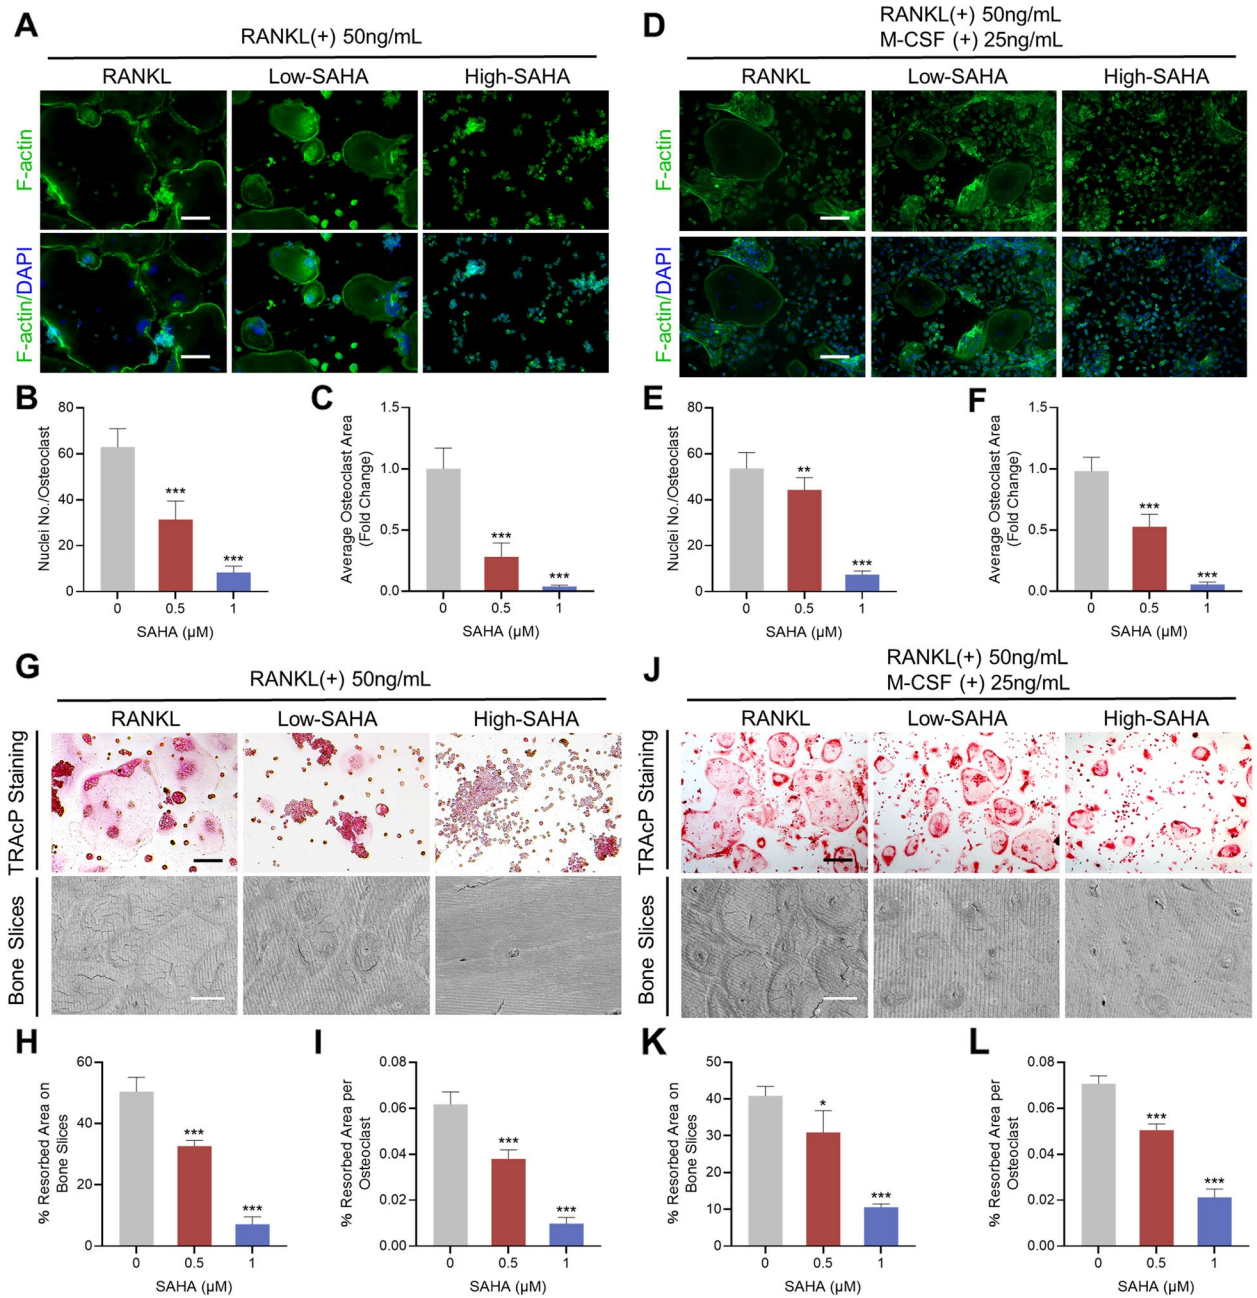 A
RANKL(+) 50ng/mL
RANKL
Low-SAHA
High-SAHA
F-actin
F-actin/DAPI
D
RANKL(+) 50ng/mL
M-CSF (+) 25ng/mL
RANKL
Low-SAHA
High-SAHA
F-actin
F-actin/DAPI
B
Nuclei No./Osteoclast
80
60
40
20
0
***
***
0
0.5
1
SAHA (μM)
C
Average Osteoclast Area
(Fold Change)
1.5
1.0
0.5
0.0
***
***
0
0.5
1
SAHA (μM)
E
Nuclei No./Osteoclast
80
60
40
20
0
**
***
0
0.5
1
SAHA (μM)
F
Average Osteoclast Area
(Fold Change)
1.5
1.0
0.5
0.0
***
***
0
0.5
1
SAHA (μM)
G
RANKL(+) 50ng/mL
RANKL
Low-SAHA
High-SAHA
TRAcP Staining
Bone Slices
J
RANKL(+) 50ng/mL
M-CSF (+) 25ng/mL
RANKL
Low-SAHA
High-SAHA
TRAcP Staining
Bone Slices
H
% Resorbed Area on
Bone Slices
60
40
20
0
***
***
0
0.5
1
SAHA (μM)
I
% Resorbed Area per
Osteoclast
0.08
0.06
0.04
0.02
0.00
***
***
0
0.5
1
SAHA (μM)
K
% Resorbed Area on
Bone Slices
50
40
30
20
10
0
*
***
0
0.5
1
SAHA (μM)
L
% Resorbed Area per
Osteoclast
0.08
0.06
0.04
0.02
0.00
***
***
0
0.5
1
SAHA (μM)